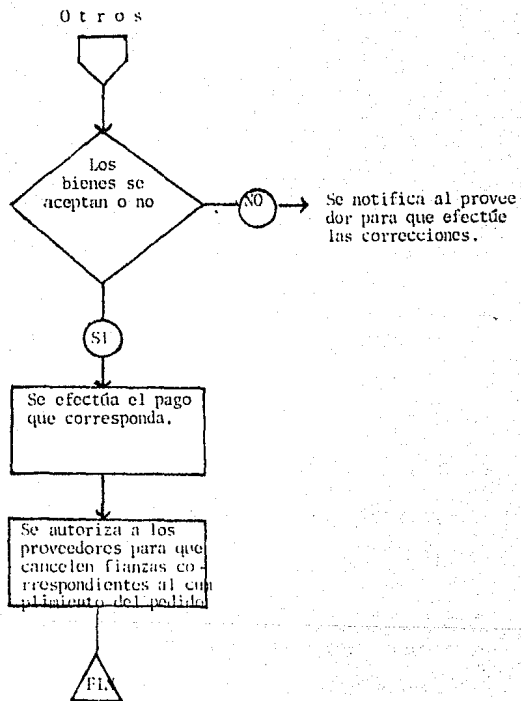 O t r o s
Los
bienes se
aceptan o no
NO
Se notifica al provee
dor para que efectúe
las correcciones.
SI
Se efectúa el pago
que corresponda.
Se autoriza a los
proveedores para que
cancelen fianzas co-
rrespondientes al cum
plimiento del pedido
FIN